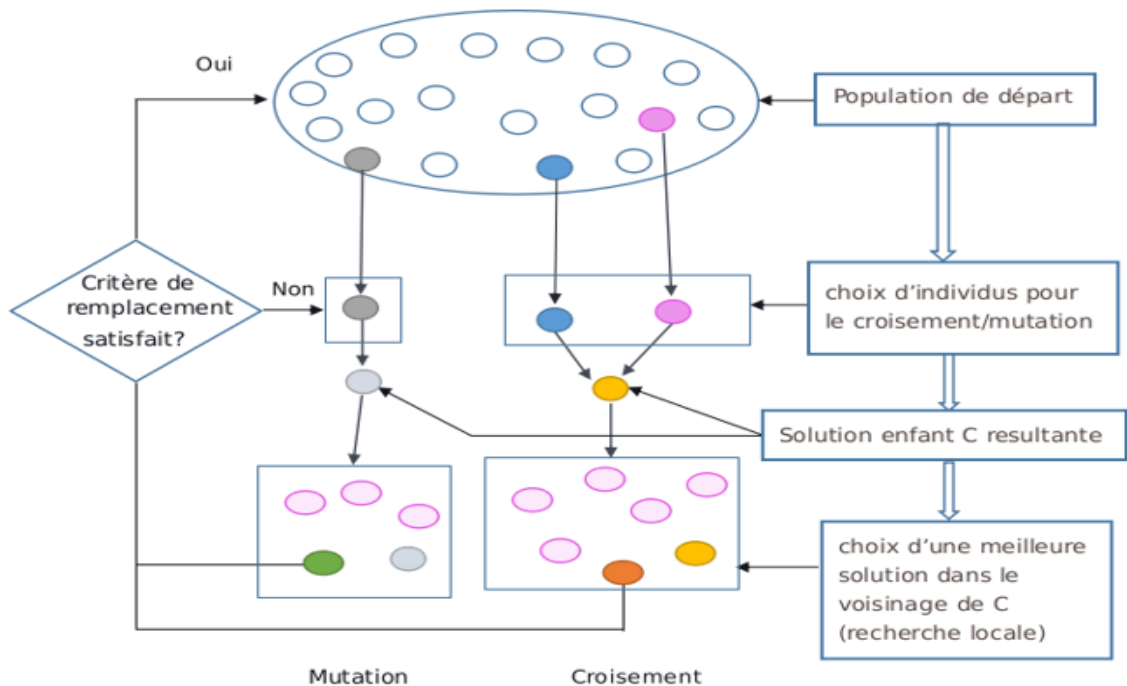 Oui
Population de départ
Critère de
remplacement
satisfait?
Non
choix d'individus pour
le croisement/mutation
Solution enfant C resultante
choix d'une meilleure
solution dans le
voisinage de C
(recherche locale)
Mutation
Croisement